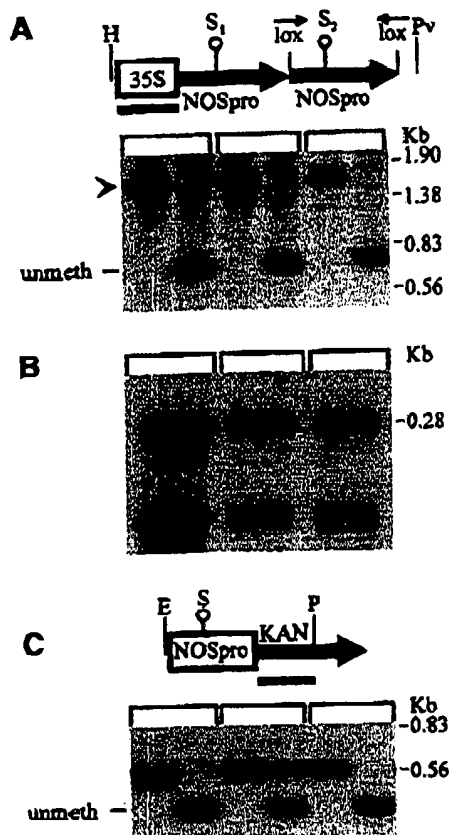 A
H S₁ lox S₂ lox Pv
35S
NOSpro NOSpro
Kb
1.90
1.38
unmeth
0.83
0.56
B
Kb
0.28
C
E S P
NOSpro KAN
Kb
0.83
0.56
unmeth